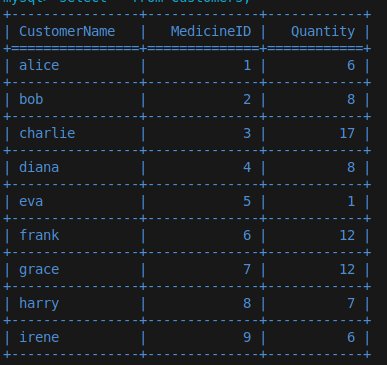 mysql> select * from customers;
+----------------+--------------+------------+
| CustomerName   |   MedicineID |   Quantity |
+================+==============+============+
| alice          |            1 |          6 |
+----------------+--------------+------------+
| bob            |            2 |          8 |
+----------------+--------------+------------+
| charlie        |            3 |         17 |
+----------------+--------------+------------+
| diana          |            4 |          8 |
+----------------+--------------+------------+
| eva            |            5 |          1 |
+----------------+--------------+------------+
| frank          |            6 |         12 |
+----------------+--------------+------------+
| grace          |            7 |         12 |
+----------------+--------------+------------+
| harry          |            8 |          7 |
+----------------+--------------+------------+
| irene          |            9 |          6 |
+----------------+--------------+------------+